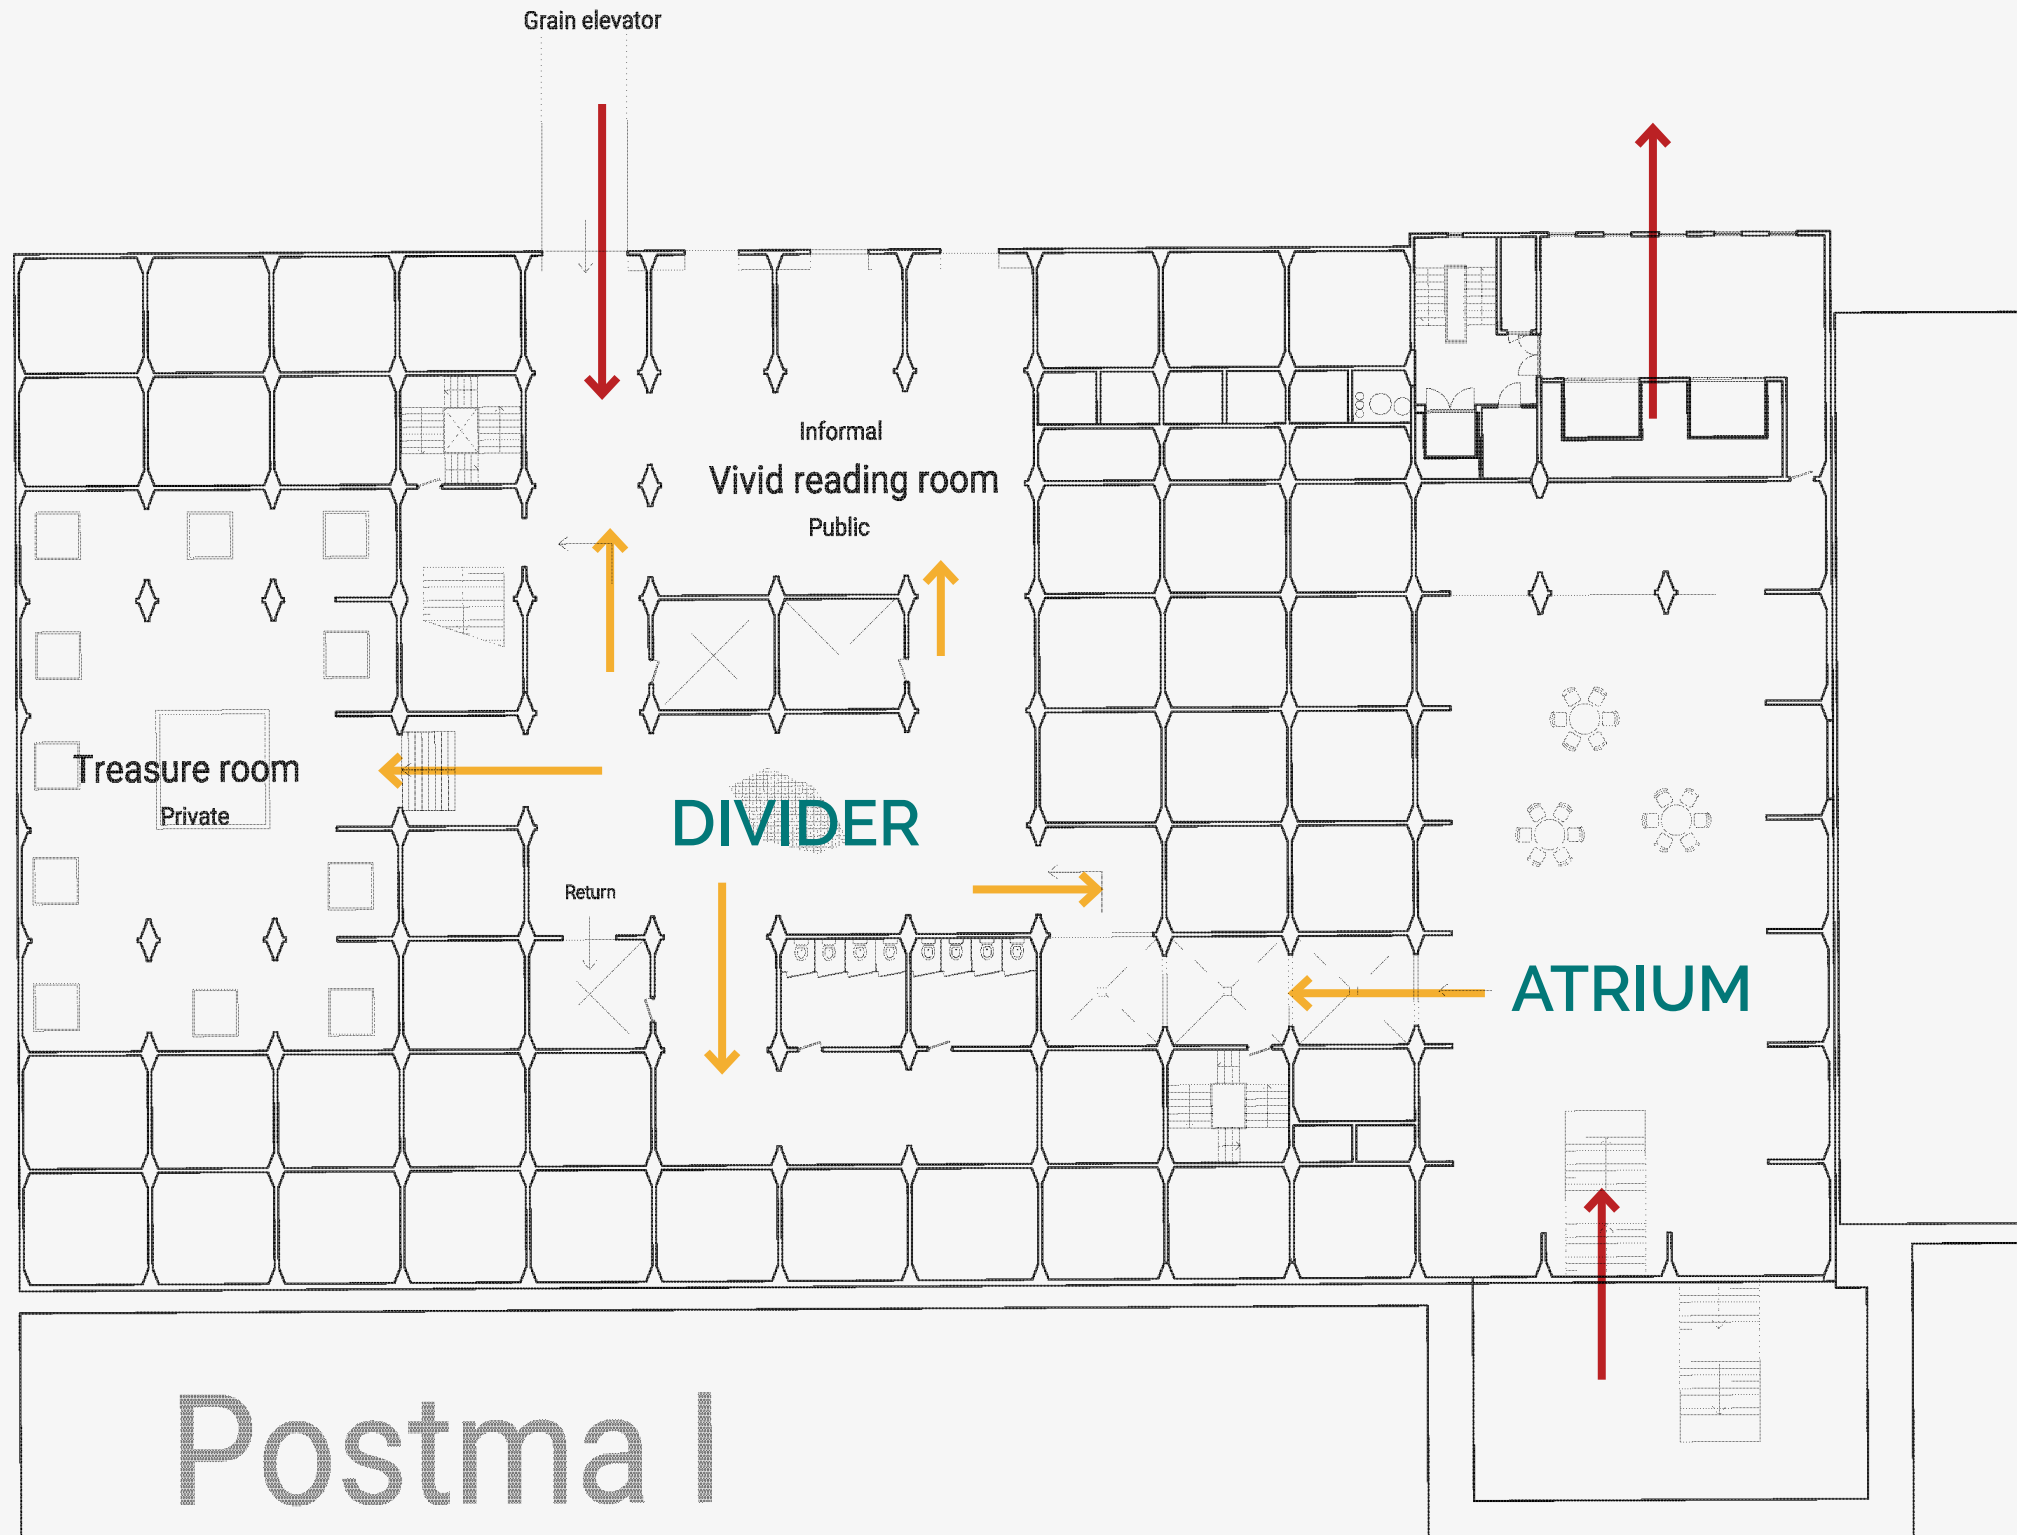 Grain elevator
Informal
Vivid reading room
Public
Treasure room
Private
DIVIDER
Return
ATRIUM
Postma I